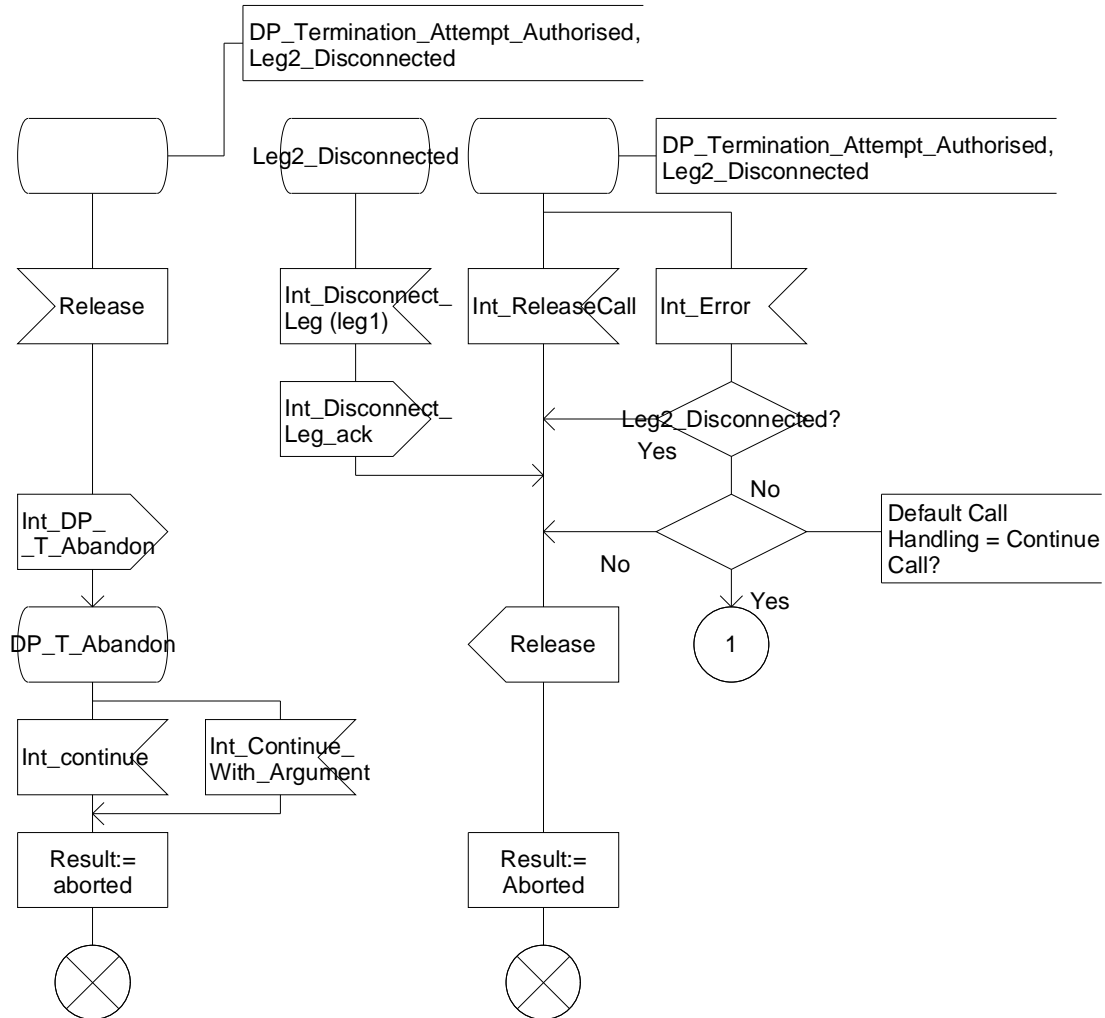 DP_Termination_Attempt_Authorised,
Leg2_Disconnected
Leg2_Disconnected
DP_Termination_Attempt_Authorised,
Leg2_Disconnected
Release
Int_Disconnect_
Leg (leg1)
Int_ReleaseCall
Int_Error
Int_Disconnect_
Leg_ack
Leg2_Disconnected?
Yes
No
Int_DP_
_T_Abandon
Default Call
Handling = Continue
Call?
No
Yes
DP_T_Abandon
Release
1
Int_continue
Int_Continue_
With_Argument
Result:=
aborted
Result:=
Aborted